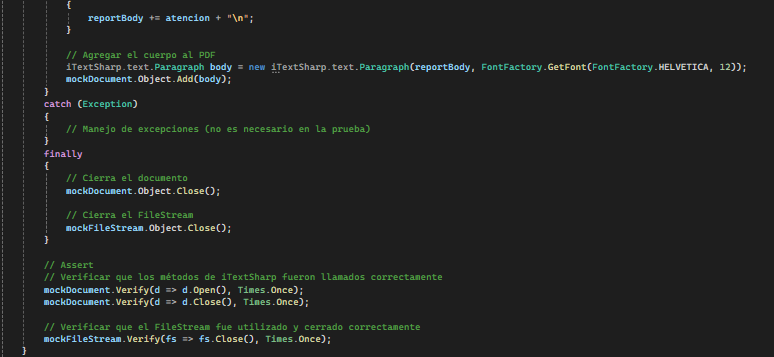 {
reportBody += atencion + "\n";
}
// Agregar el cuerpo al PDF
iTextSharp.text.Paragraph body = new iTextSharp.text.Paragraph(reportBody, FontFactory.GetFont(FontFactory.HELVETICA, 12));
mockDocument.Object.Add(body);
}
catch (Exception)
{
// Manejo de excepciones (no es necesario en la prueba)
}
finally
{
// Cierra el documento
mockDocument.Object.Close();
// Cierra el FileStream
mockFileStream.Object.Close();
}
// Assert
// Verificar que los métodos de iTextSharp fueron llamados correctamente
mockDocument.Verify(d => d.Open(), Times.Once);
mockDocument.Verify(d => d.Close(), Times.Once);
// Verificar que el FileStream fue utilizado y cerrado correctamente
mockFileStream.Verify(fs => fs.Close(), Times.Once);
}